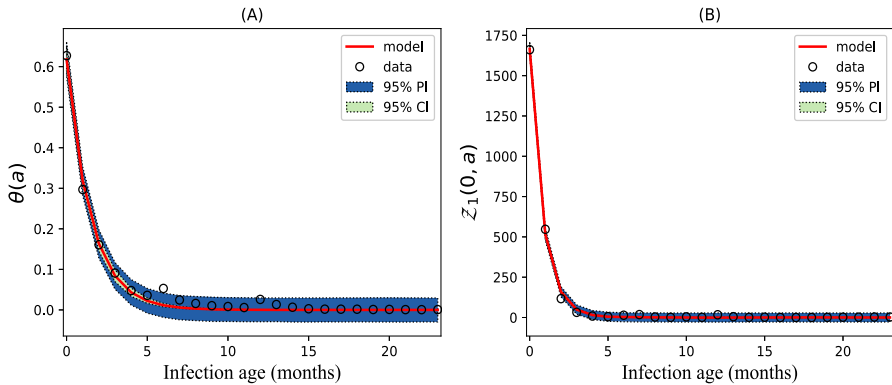 (A)
θ(a)
0.6
0.5
0.4
0.3
0.2
0.1
0.0
model
data
95% PI
95% CI
0 5 10 15 20
Infection age (months)
(B)
𝒵₁(0, a)
1750
1500
1250
1000
750
500
250
0
model
data
95% PI
95% CI
0 5 10 15 20
Infection age (months)